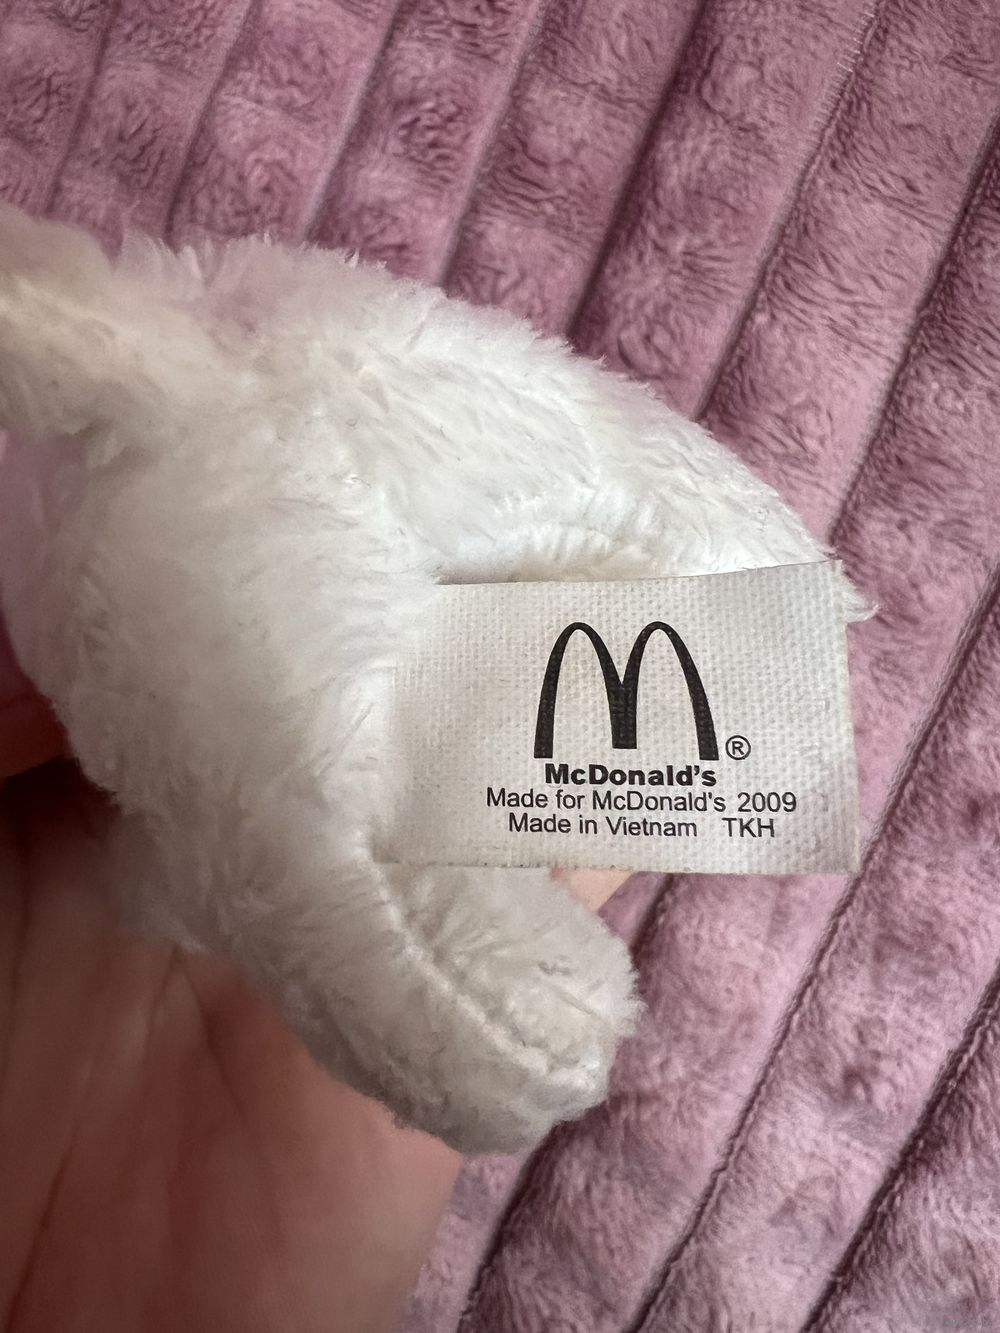 ®
McDonald's
Made for McDonald's 2009
Made in Vietnam TKH